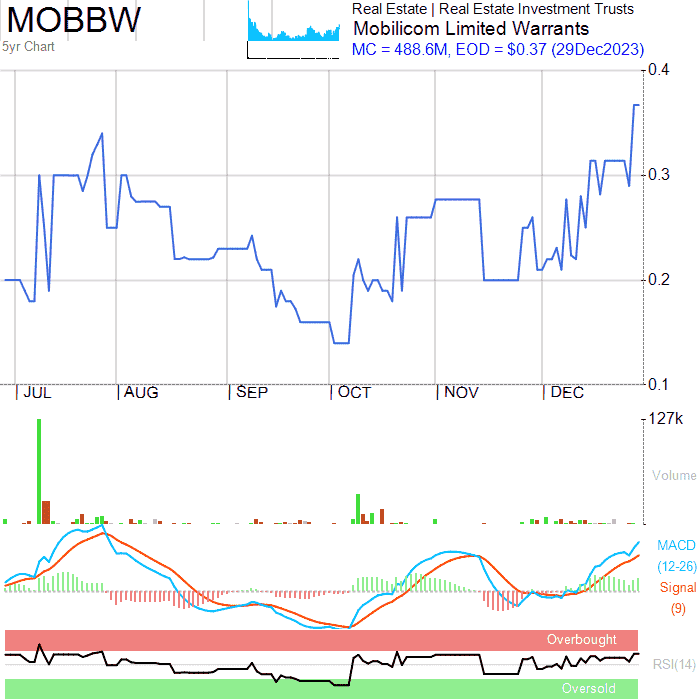 MOBBW
5yr Chart
Real Estate | Real Estate Investment Trusts
Mobilicom Limited Warrants
MC = 488.6M, EOD = $0.37 (29Dec2023)
0.4
0.3
0.2
0.1
JUL AUG SEP OCT NOV DEC
127k
Volume
MACD
(12-26)
Signal
(9)
Overbought
RSI(14)
Oversold